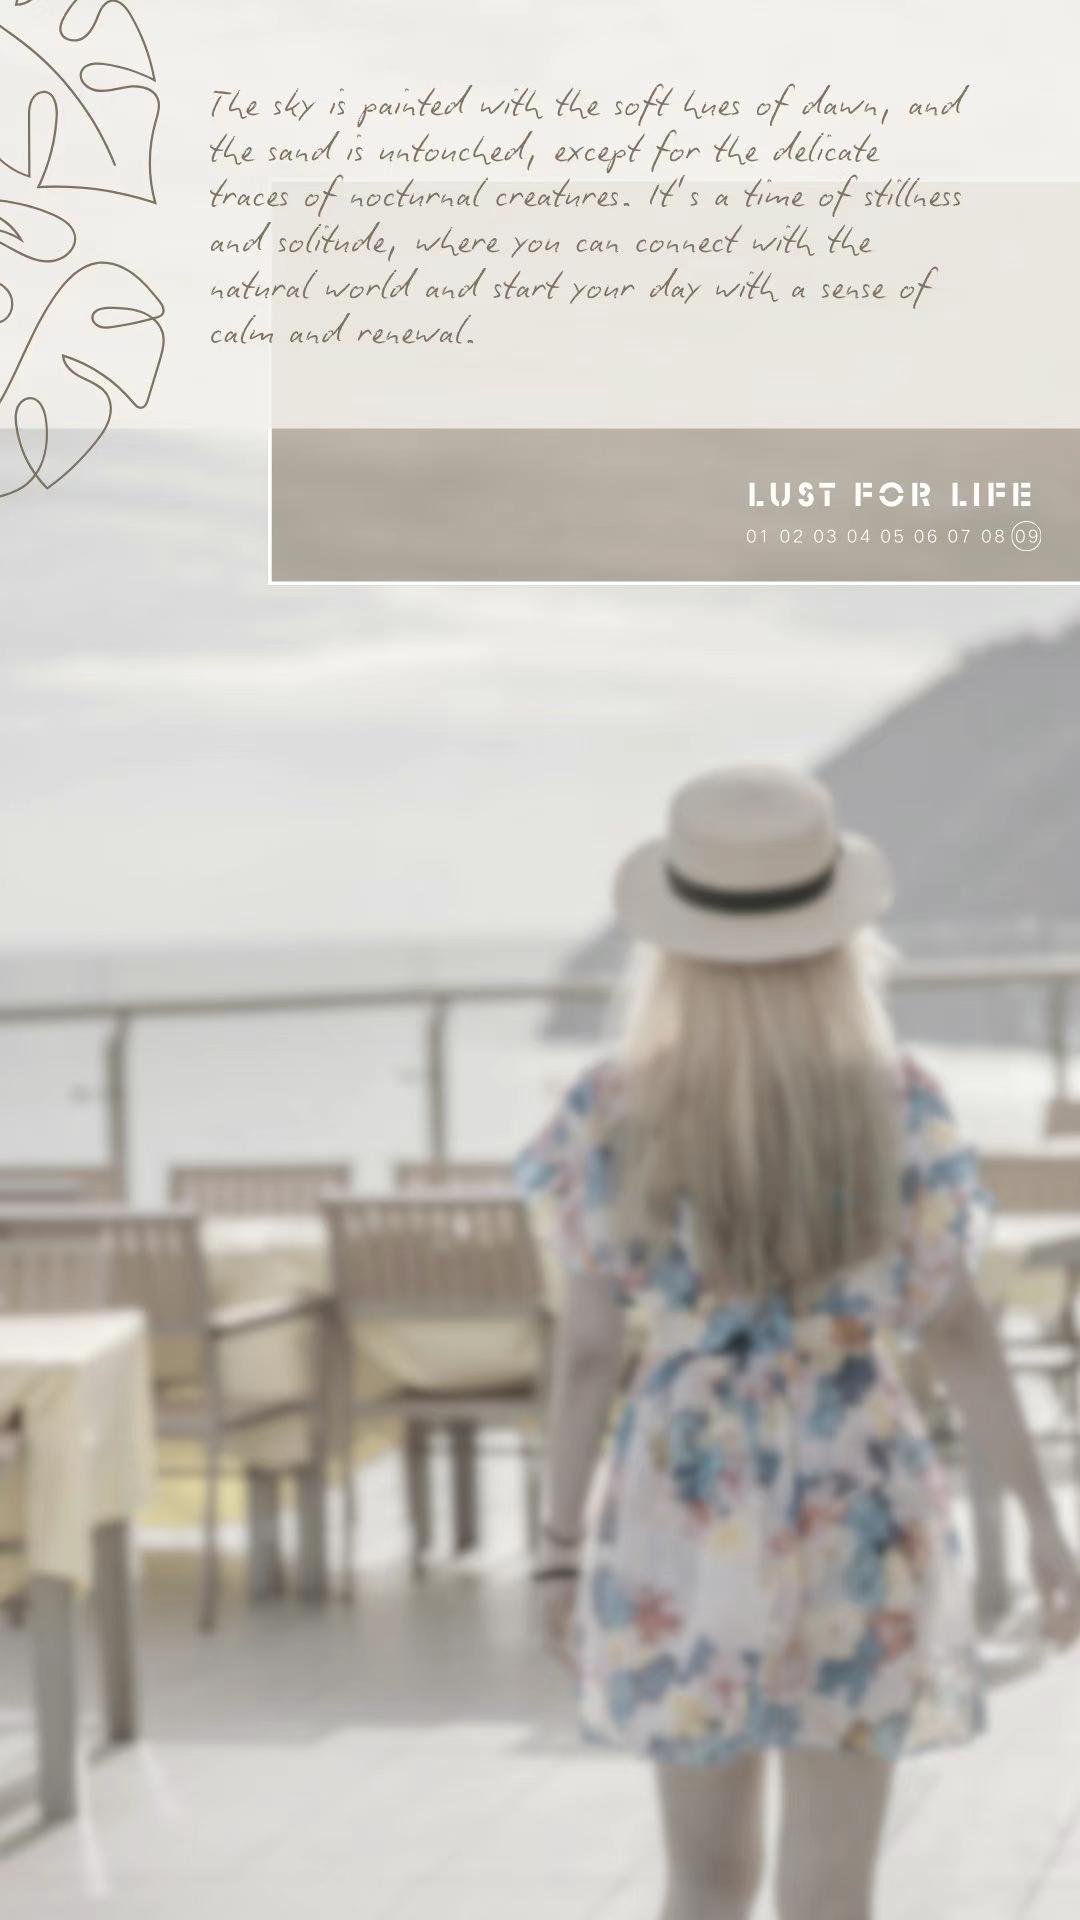 The sky is painted with the soft hues of dawn, and
the sand is untouched, except for the delicate
traces of nocturnal creatures. It's a time of stillness
and solitude, where you can connect with the
natural world and start your day with a sense of
calm and renewal.
LUST FOR LIFE
01 02 03 04 05 06 07 08 09